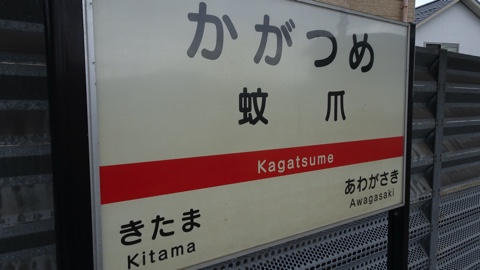 かがつめ
蚊爪
Kagatsume
きたま
Kitama
あわがさき
Awagasaki